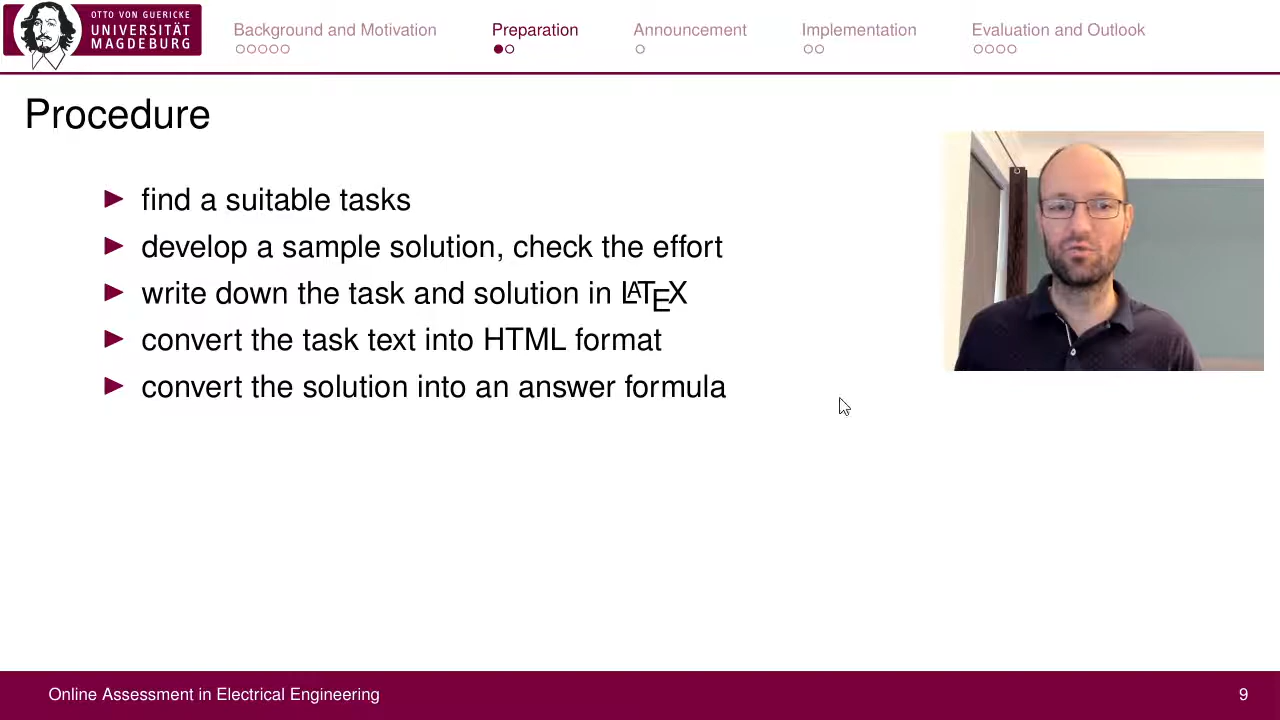 OTTO VON GUERICKE
UNIVERSITÄT
MAGDEBURG
Background and Motivation
Preparation
Announcement
Implementation
Evaluation and Outlook
Procedure
find a suitable tasks
develop a sample solution, check the effort
write down the task and solution in LATEX
convert the task text into HTML format
convert the solution into an answer formula
Online Assessment in Electrical Engineering
9